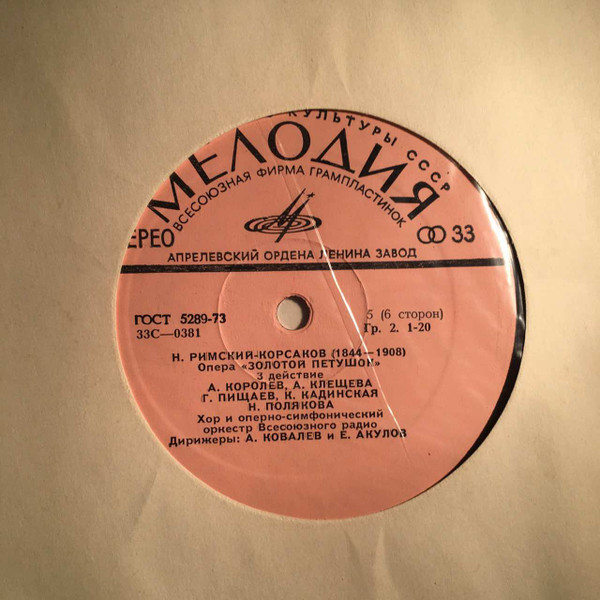 КУЛЬТУРЫ СССР
МЕЛОДИЯ
ВСЕСОЮЗНАЯ ФИРМА ГРАМПЛАСТИНОК
ЕРЕО
33
АПРЕЛЕВСКИЙ ОРДЕНА ЛЕНИНА ЗАВОД
ГОСТ 5289-73
5 (6 сторон)
33С—0381
Гр. 2. 1-20
Н. РИМСКИЙ-КОРСАКОВ (1844—1908)
Опера «ЗОЛОТОЙ ПЕТУШОК»
3 действие
А. КОРОЛЕВ, А. КЛЕЩЕВА
Г. ПИЩАЕВ, К. КАДИНСКАЯ
Н. ПОЛЯКОВА
Хор и оперно-симфонический
оркестр Всесоюзного радио
Дирижеры: А. КОВАЛЕВ и Е. АКУЛОВ